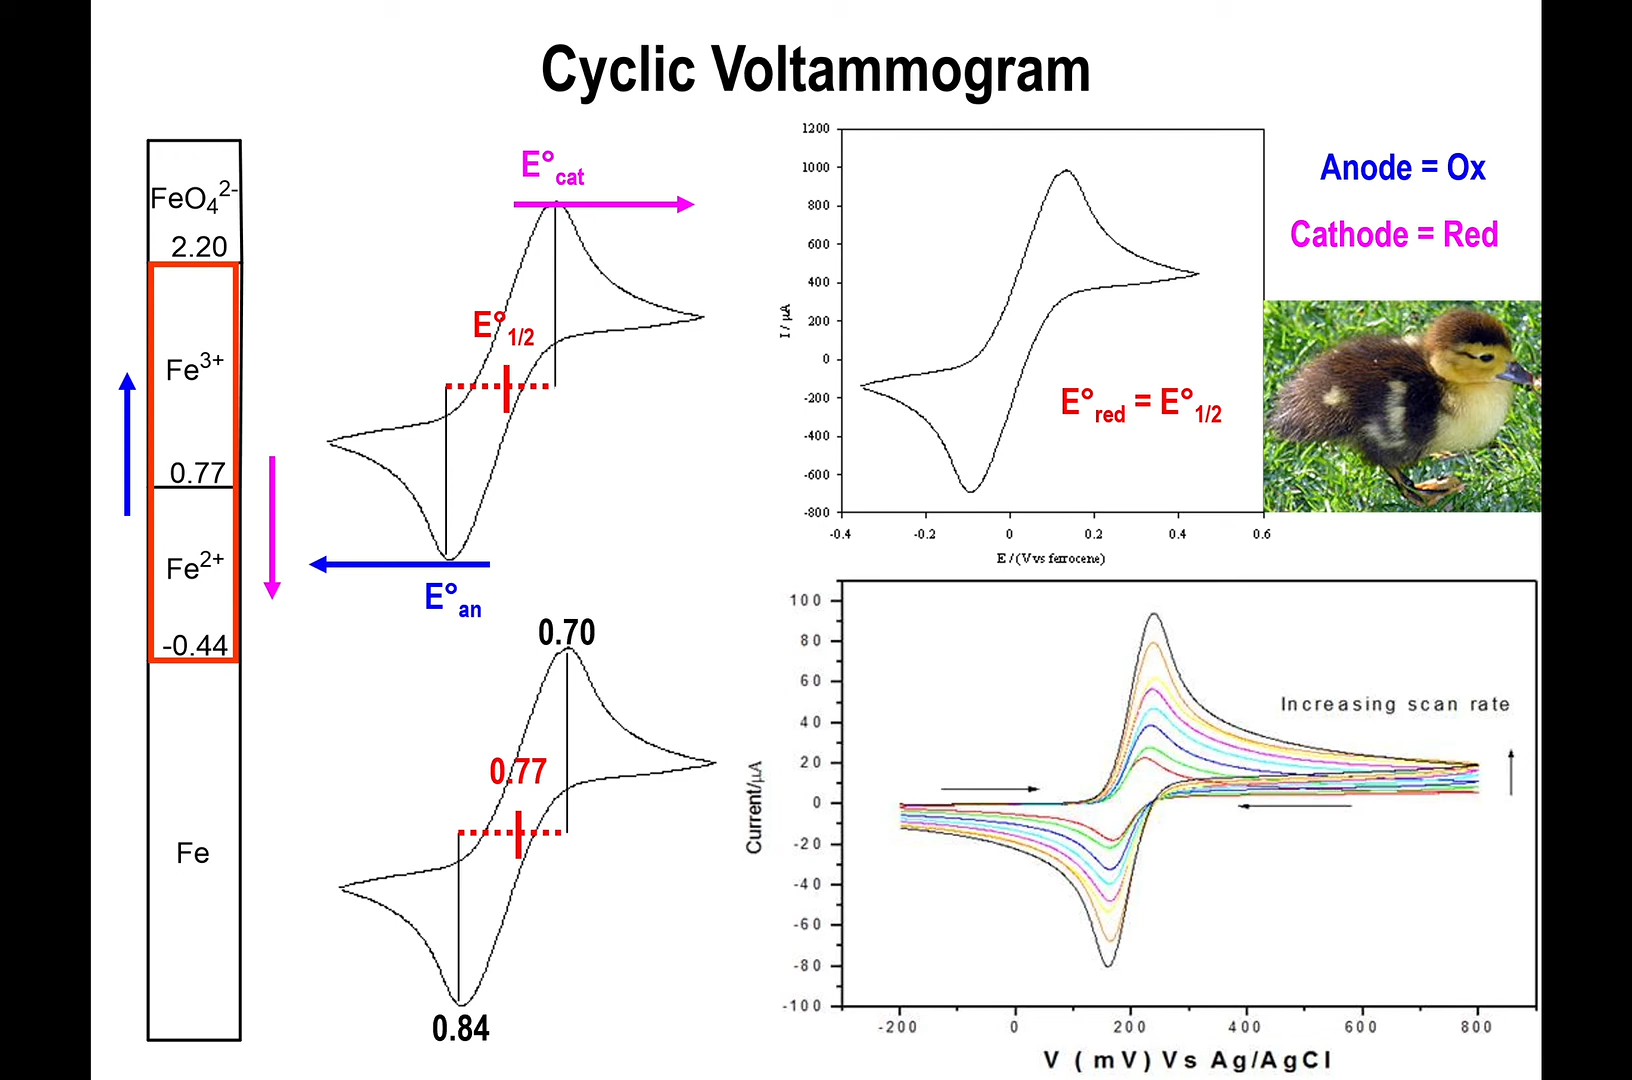 Cyclic Voltammogram
FeO₄²⁻
2.20
Fe³⁺
0.77
Fe²⁺
-0.44
Fe
E°cat
E°1/2
E°an
0.70
0.77
0.84
1200
1000
800
600
400
200
0
-200
-400
-600
-800
I / µA
-0.4 -0.2 0 0.2 0.4 0.6
E / (V vs ferrocene)
E°red = E°1/2
Anode = Ox
Cathode = Red
100
80
60
40
20
0
-20
-40
-60
-80
-100
Current/µA
Increasing scan rate
-200 0 200 400 600 800
V ( mV) Vs Ag/AgCl